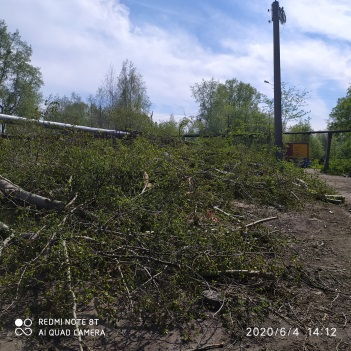 REDMI NOTE 8T
AI QUAD CAMERA
2020/6/4 14:12